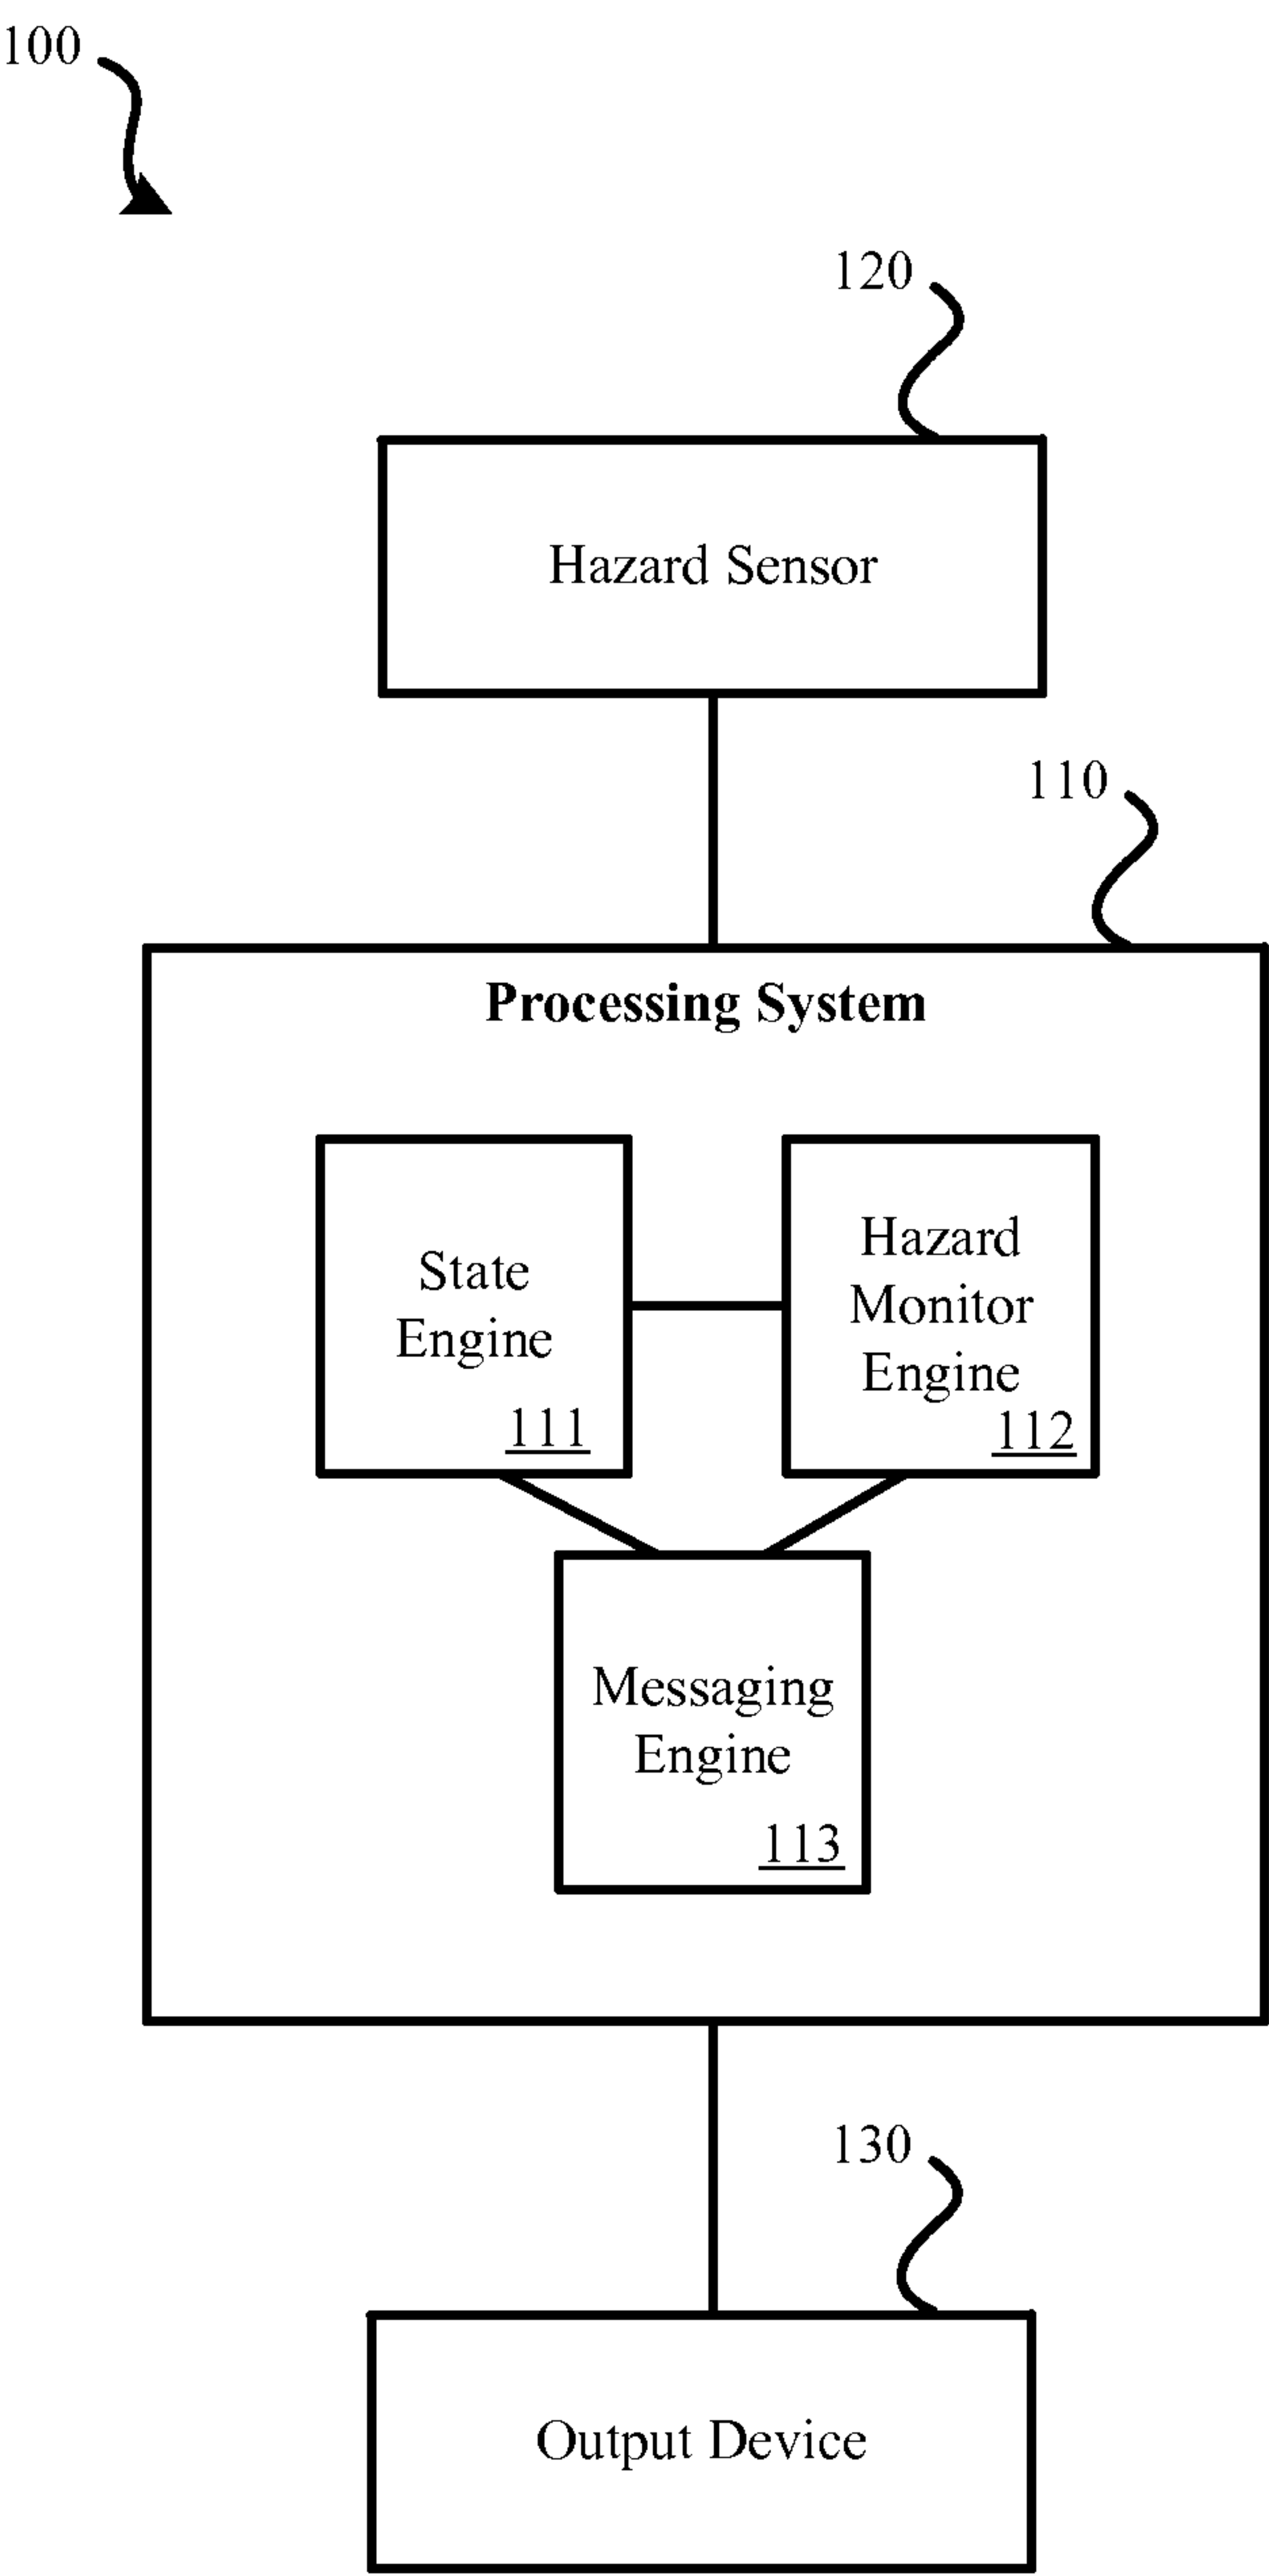 100
120
Hazard Sensor
110
Processing System
State
Engine
111
Hazard
Monitor
Engine
112
Messaging
Engine
113
130
Output Device